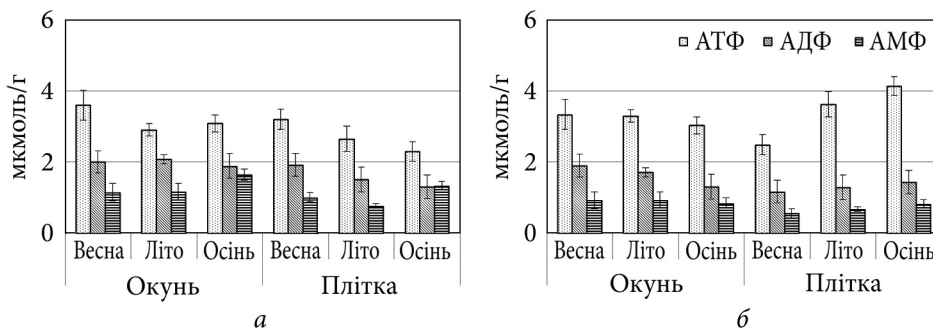 6
4
2
0
мкмоль/г
Весна Літо Осінь Весна Літо Осінь
Окунь Плітка
а
6
4
2
0
мкмоль/г
АТФ АДФ АМФ
Весна Літо Осінь Весна Літо Осінь
Окунь Плітка
б